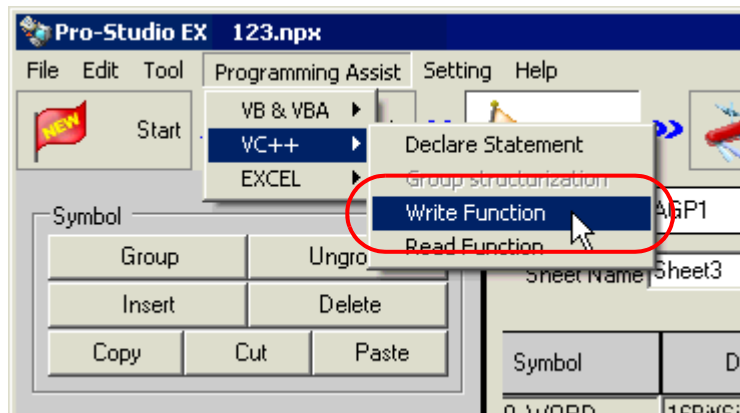 Pro-Studio EX 123.npx
File Edit Tool Programming Assist Setting Help
NEW Start
VB & VBA
VC++
EXCEL
Declare Statement
Group structurization
Write Function
Read Function
AGP1
Sheet Name Sheet3
Symbol
Group
Insert Delete
Copy Cut Paste
Symbol